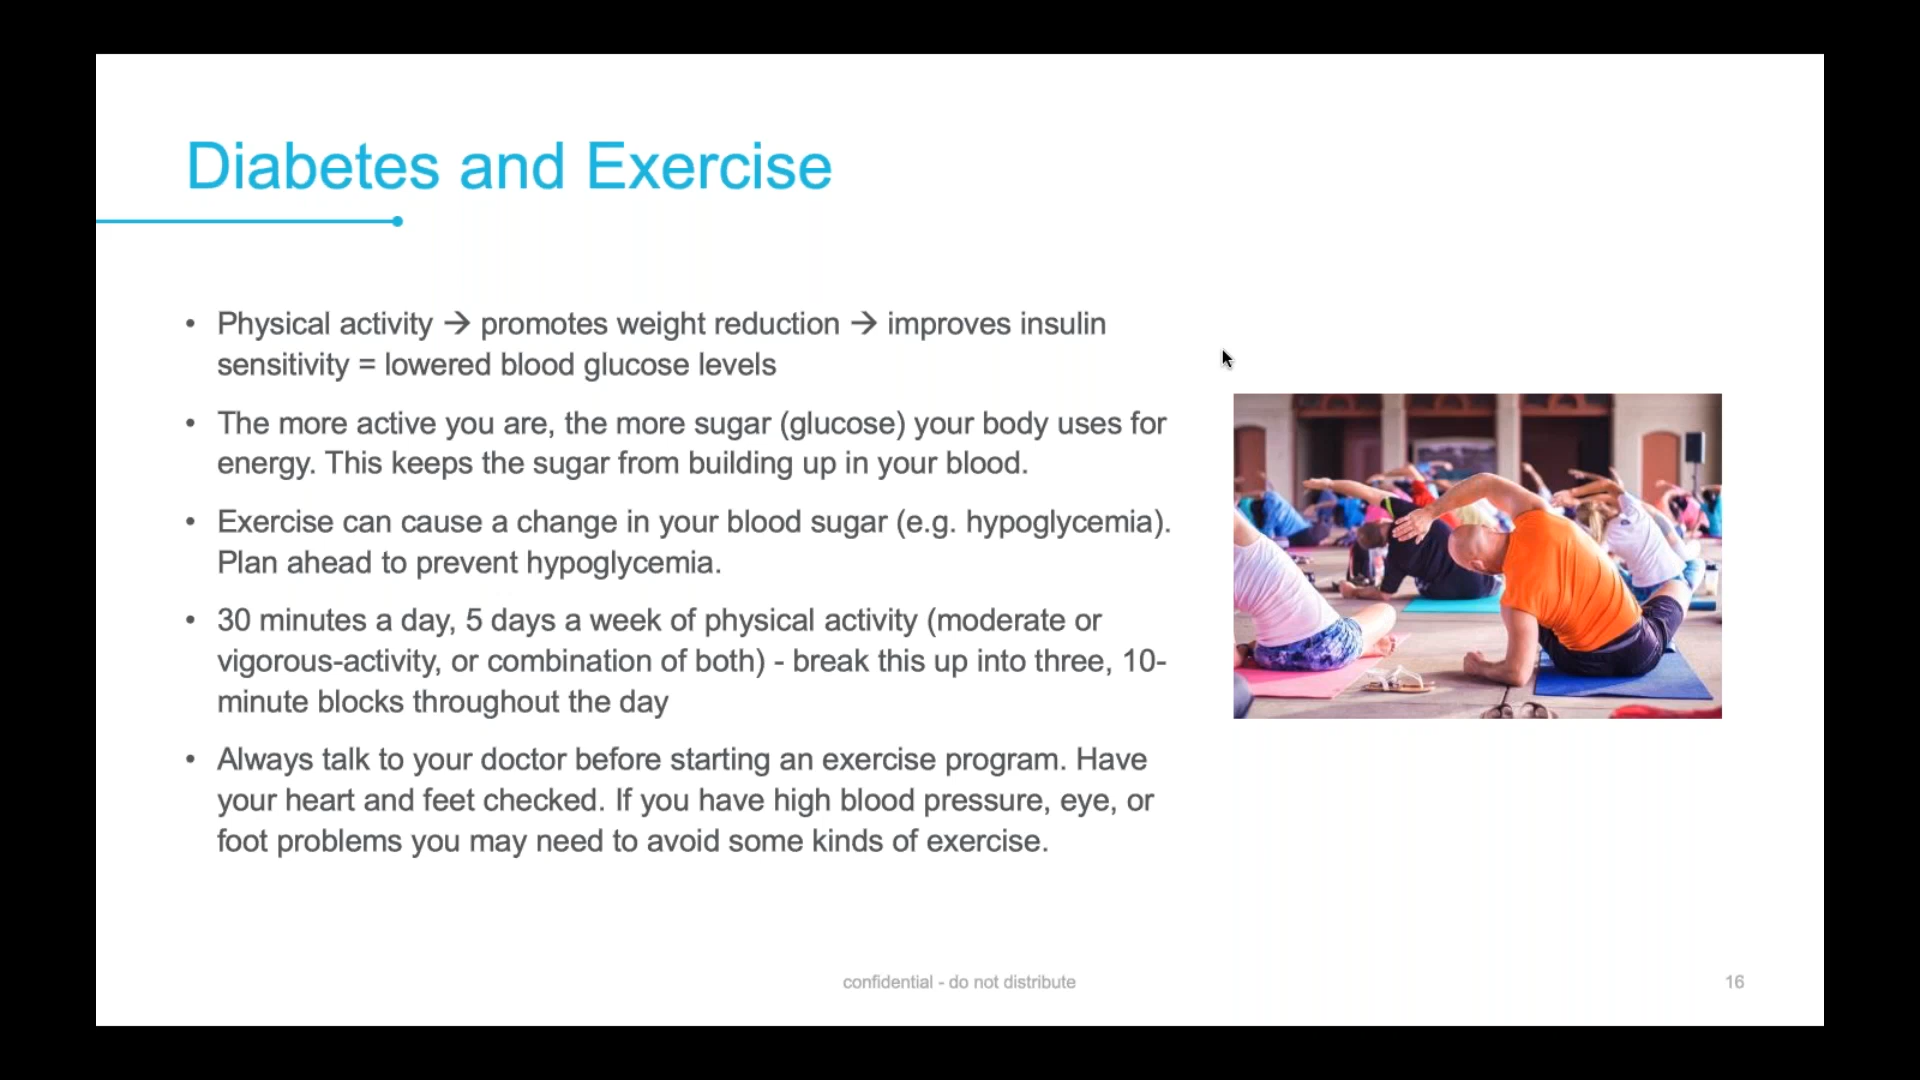 Diabetes and Exercise
• Physical activity → promotes weight reduction → improves insulin
sensitivity = lowered blood glucose levels
• The more active you are, the more sugar (glucose) your body uses for
energy. This keeps the sugar from building up in your blood.
• Exercise can cause a change in your blood sugar (e.g. hypoglycemia).
Plan ahead to prevent hypoglycemia.
• 30 minutes a day, 5 days a week of physical activity (moderate or
vigorous-activity, or combination of both) - break this up into three, 10-
minute blocks throughout the day
• Always talk to your doctor before starting an exercise program. Have
your heart and feet checked. If you have high blood pressure, eye, or
foot problems you may need to avoid some kinds of exercise.
confidential - do not distribute
16